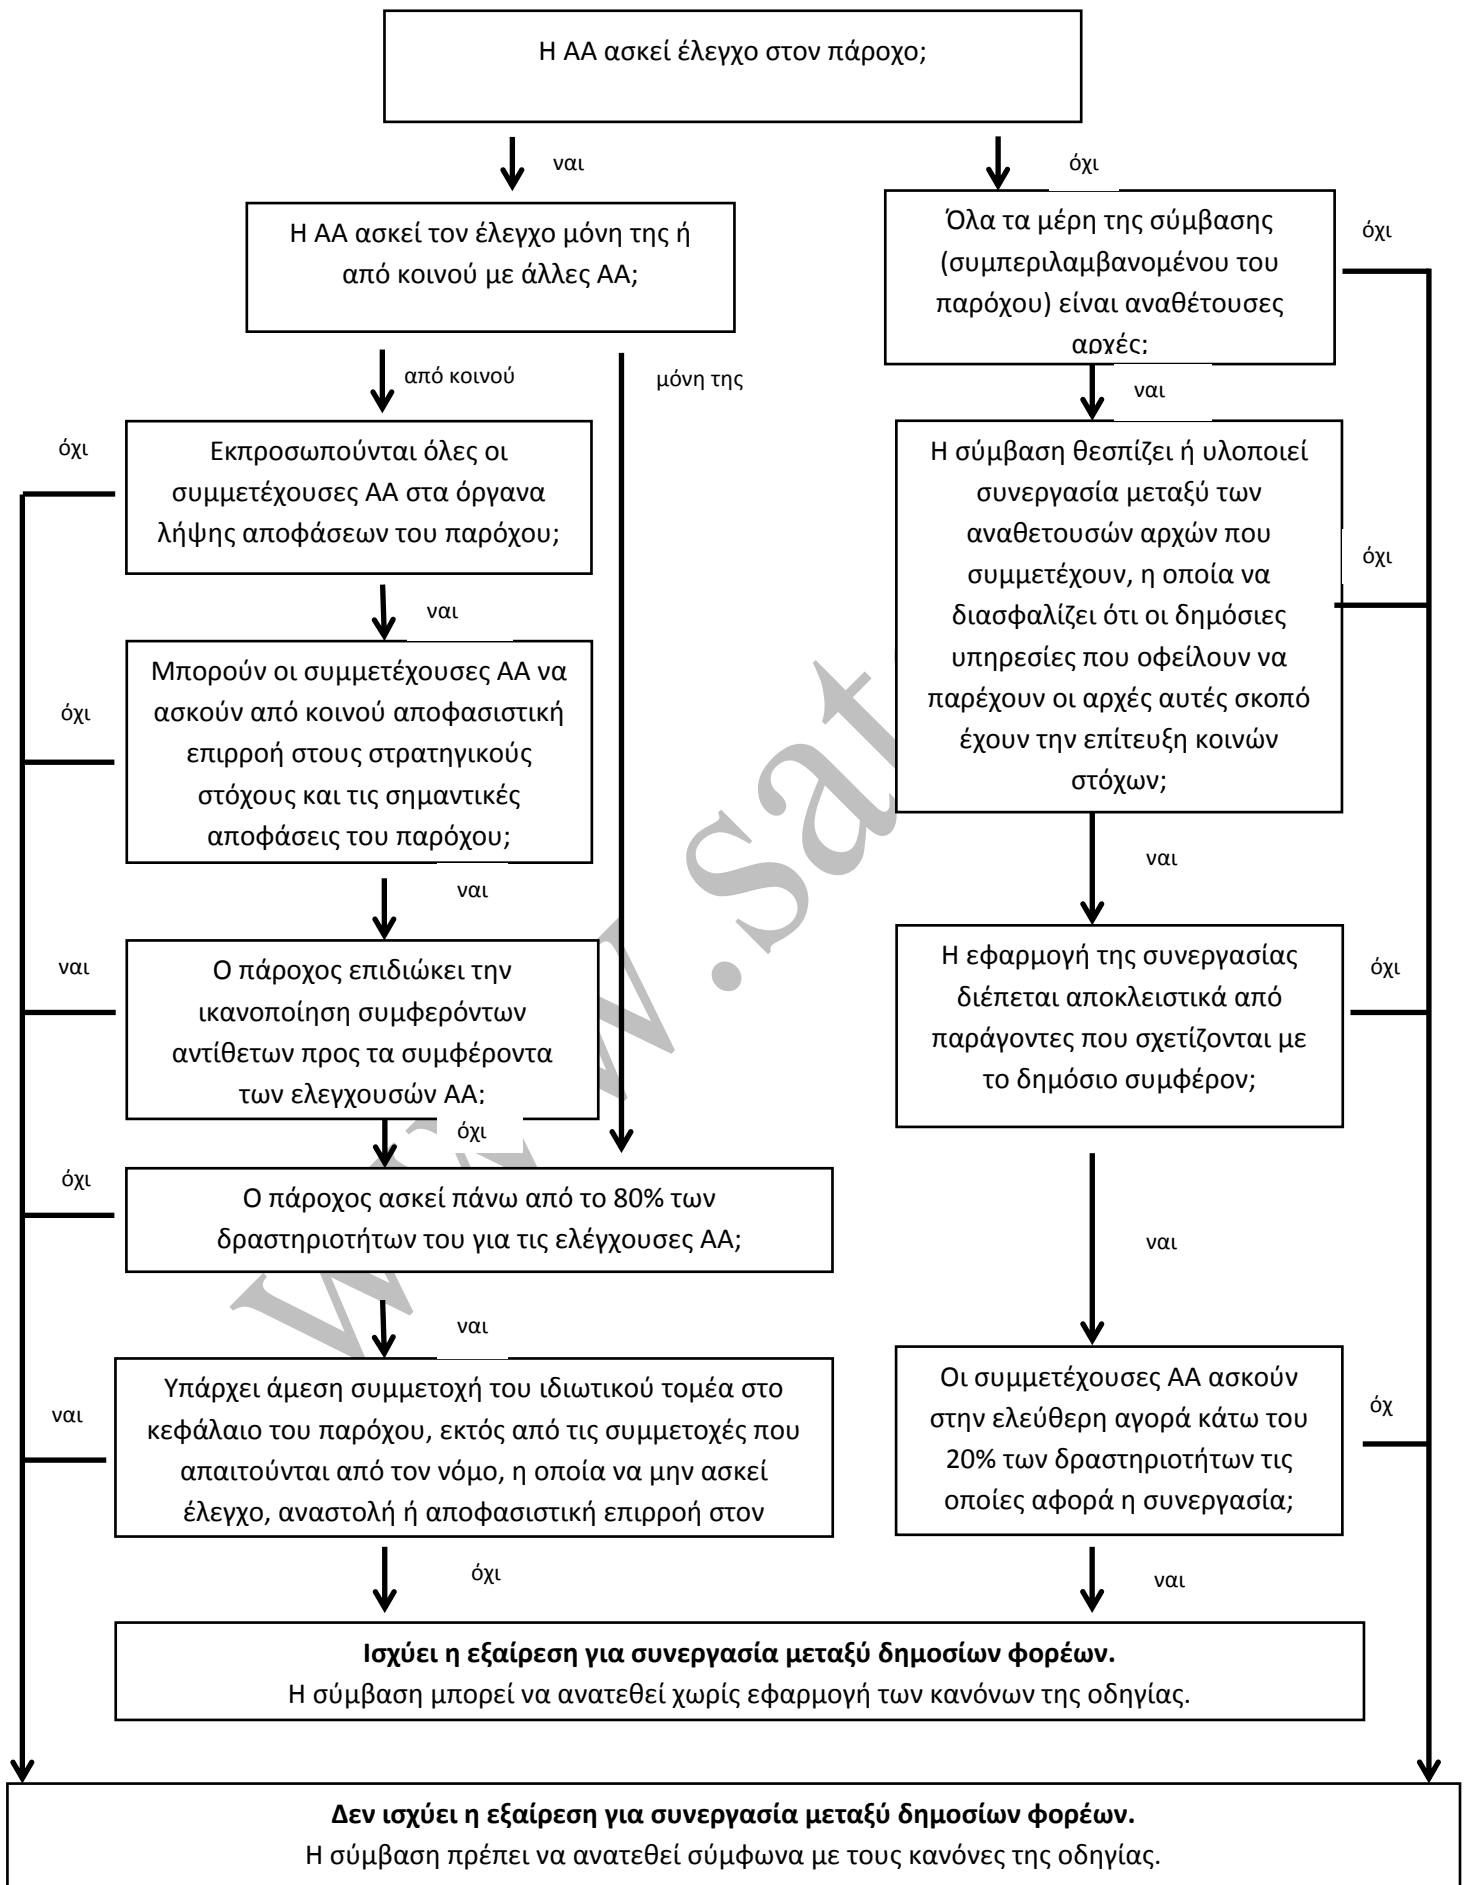 Η ΑΑ ασκεί έλεγχο στον πάροχο;
ναι
όχι
Η ΑΑ ασκεί τον έλεγχο μόνη της ή
από κοινού με άλλες ΑΑ;
Όλα τα μέρη της σύμβασης
(συμπεριλαμβανομένου του
παρόχου) είναι αναθέτουσες
αρχές;
όχι
από κοινού
μόνη της
ναι
όχι
Εκπροσωπούνται όλες οι
συμμετέχουσες ΑΑ στα όργανα
λήψης αποφάσεων του παρόχου;
Η σύμβαση θεσπίζει ή υλοποιεί
συνεργασία μεταξύ των
αναθετουσών αρχών που
συμμετέχουν, η οποία να
διασφαλίζει ότι οι δημόσιες
υπηρεσίες που οφείλουν να
παρέχουν οι αρχές αυτές σκοπό
έχουν την επίτευξη κοινών
στόχων;
όχι
ναι
όχι
Μπορούν οι συμμετέχουσες ΑΑ να
ασκούν από κοινού αποφασιστική
επιρροή στους στρατηγικούς
στόχους και τις σημαντικές
αποφάσεις του παρόχου;
ναι
ναι
ναι
Ο πάροχος επιδιώκει την
ικανοποίηση συμφερόντων
αντίθετων προς τα συμφέροντα
των ελεγχουσών ΑΑ;
Η εφαρμογή της συνεργασίας
διέπεται αποκλειστικά από
παράγοντες που σχετίζονται με
το δημόσιο συμφέρον;
όχι
όχι
όχι
Ο πάροχος ασκεί πάνω από το 80% των
δραστηριοτήτων του για τις ελέγχουσες ΑΑ;
ναι
ναι
ναι
Υπάρχει άμεση συμμετοχή του ιδιωτικού τομέα στο
κεφάλαιο του παρόχου, εκτός από τις συμμετοχές που
απαιτούνται από τον νόμο, η οποία να μην ασκεί
έλεγχο, αναστολή ή αποφασιστική επιρροή στον
Οι συμμετέχουσες ΑΑ ασκούν
στην ελεύθερη αγορά κάτω του
20% των δραστηριοτήτων τις
οποίες αφορά η συνεργασία;
όχ
όχι
ναι
Ισχύει η εξαίρεση για συνεργασία μεταξύ δημοσίων φορέων.
Η σύμβαση μπορεί να ανατεθεί χωρίς εφαρμογή των κανόνων της οδηγίας.
Δεν ισχύει η εξαίρεση για συνεργασία μεταξύ δημοσίων φορέων.
Η σύμβαση πρέπει να ανατεθεί σύμφωνα με τους κανόνες της οδηγίας.